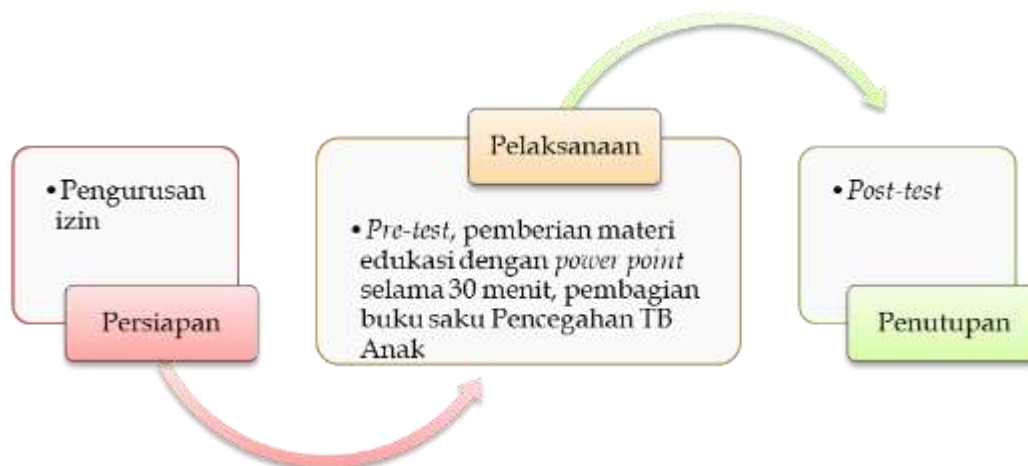 • Pengurusan
izin
Persiapan
Pelaksanaan
• Pre-test, pemberian materi
edukasi dengan power point
selama 30 menit, pembagian
buku saku Pencegahan TB
Anak
• Post-test
Penutupan